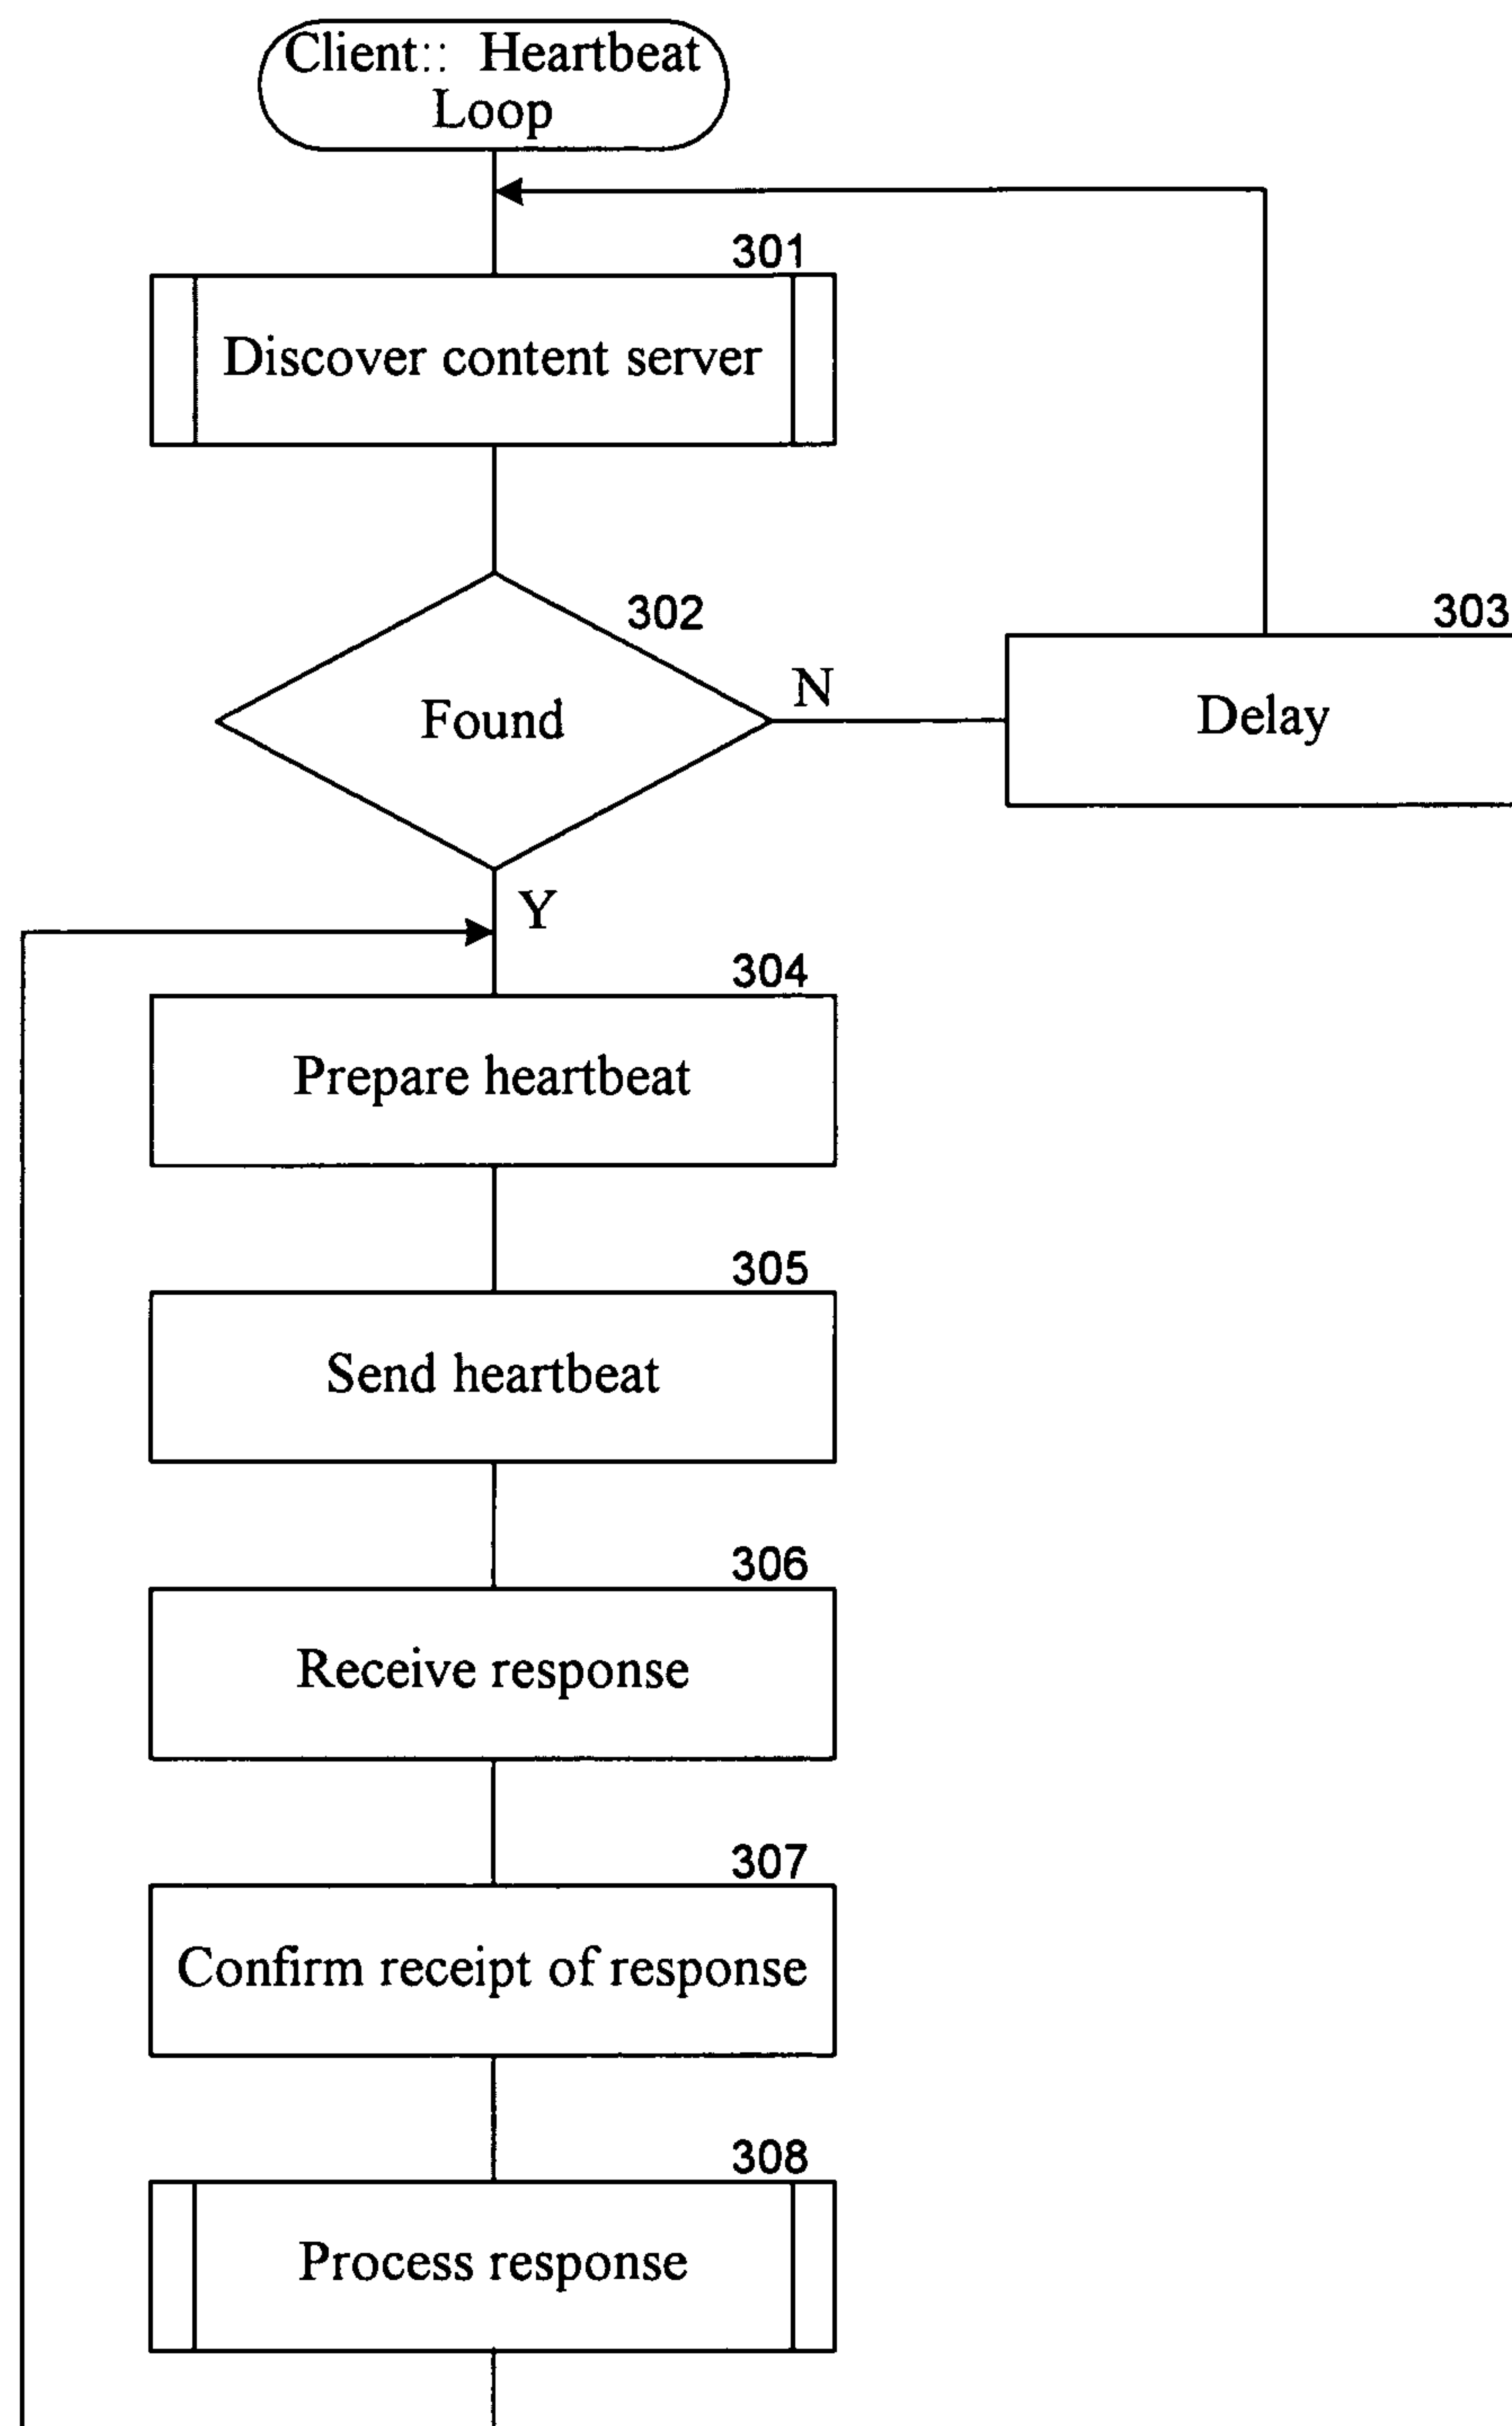 Client:: Heartbeat
Loop
301
Discover content server
302
Found
N
303
Delay
Y
304
Prepare heartbeat
305
Send heartbeat
306
Receive response
307
Confirm receipt of response
308
Process response